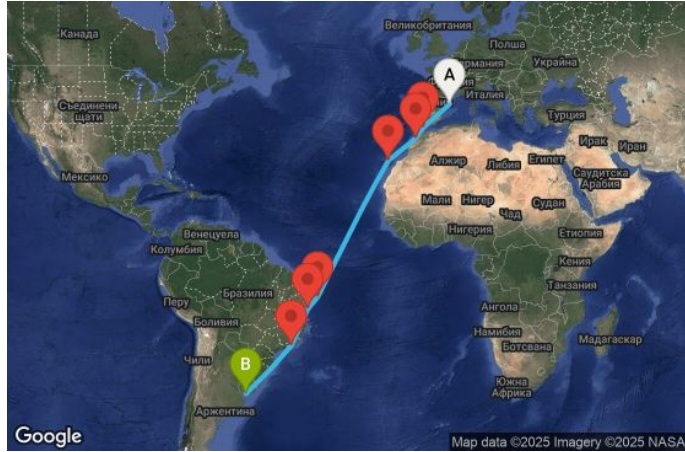 Великобритания
Канада
Полша
Германия
Украйна
A
Италия
Съединени
щати
Турция
Ирак
Иран
Алжир
Либия
Египет
Саудитска
Арабия
Мексико
Мали
Нигер
Судан
Чад
Венецуела
Нигерия
Етиопия
Колумбия
Кения
Танзания
Бразилия
Перу
Ангола
Боливия
Намибия
Мадагаскар
Ботсвана
Чили
B
Южна
Африка
Аржентина
Google
Map data ©2025 Imagery ©2025 NASA